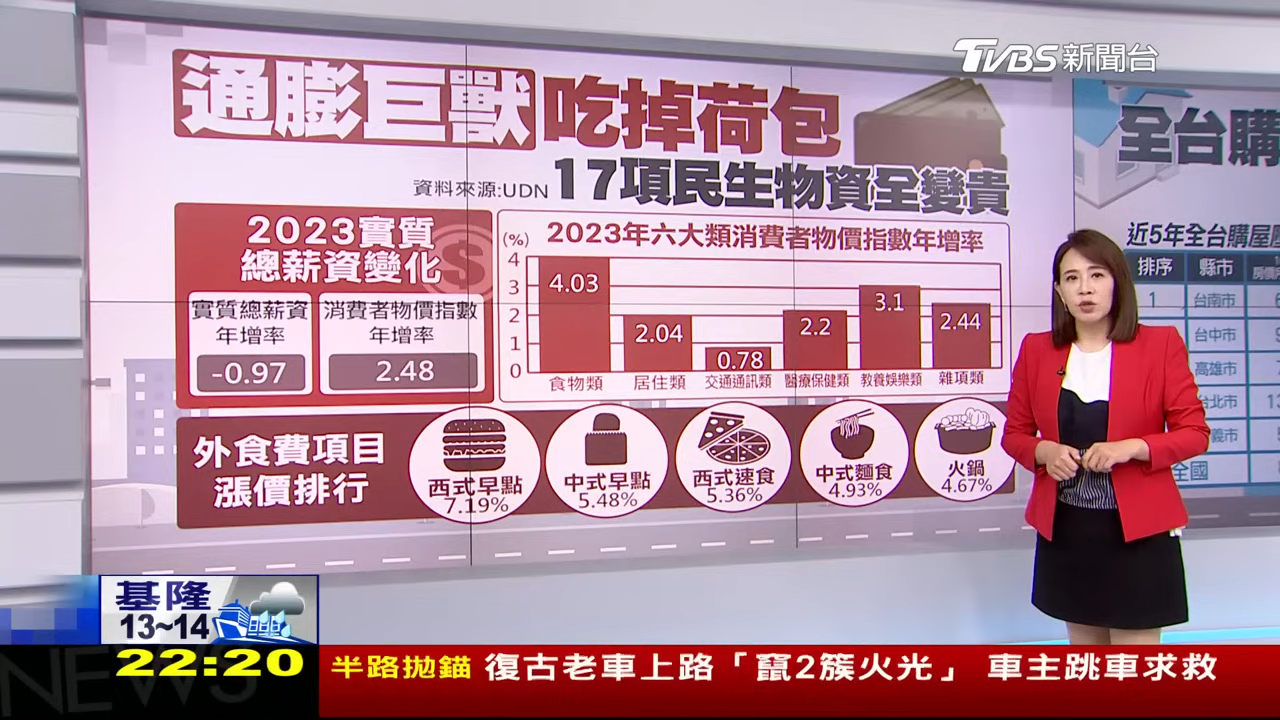 TVBS新聞台
通膨巨獸吃掉荷包
資料來源:UDN 17項民生物資全變貴
2023實質
總薪資變化
實質總薪資
年增率
-0.97
消費者物價指數
年增率
2.48
2023年六大類消費者物價指數年增率
(%)
4
3
2
1
0
4.03
2.04
0.78
2.2
3.1
2.44
食物類
居住類
交通通訊類
醫療保健類
教養娛樂類
雜項類
外食費項目
漲價排行
西式早點
7.19%
中式早點
5.48%
西式速食
5.36%
中式麵食
4.93%
火鍋
4.67%
全台購
近5年全台購屋
排序 縣市
1 台南市
台中市
高雄市
台北市
義市
全國
基隆
13~14
22:20
半路拋錨 復古老車上路「竄2簇火光」 車主跳車求救
NEWS